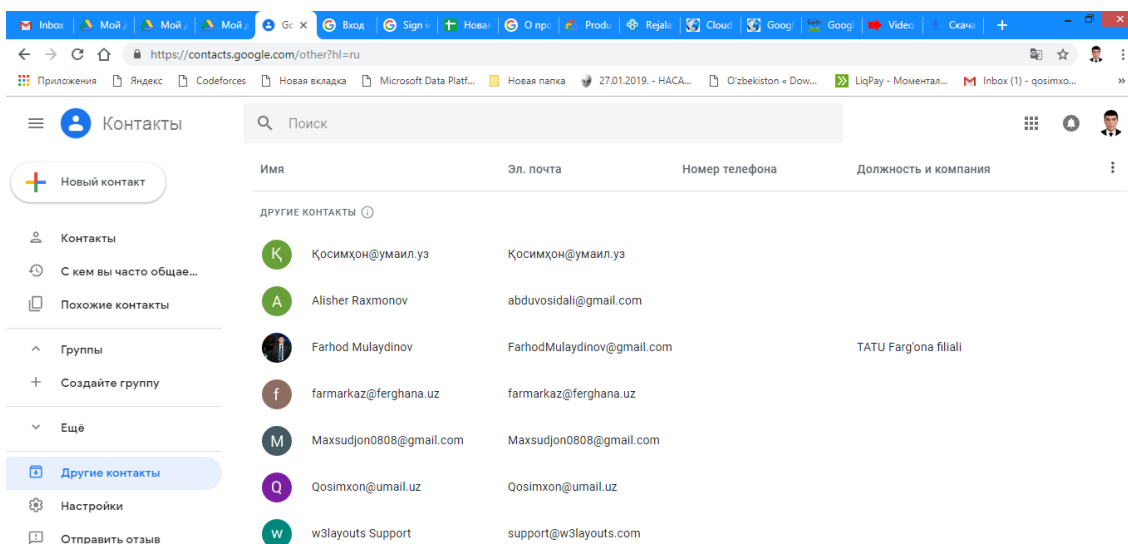 Inbox Мой Мой Мой Gc Вход - Sign in Новая О про Produ Rejala Cloud Googl Googl Video Скача
https://contacts.google.com/other?hl=ru
Приложения Яндекс Codeforces Новая вкладка Microsoft Data Platf... Новая папка 27.01.2019. - НАСА... O'zbekiston « Dow... LiqPay - Моментал... Inbox (1) - qosimxo... »
Контакты Поиск
Новый контакт
Контакты
С кем вы часто общае...
Похожие контакты
Группы
Создайте группу
Ещё
Другие контакты
Настройки
Отправить отзыв
Имя Эл. почта Номер телефона Должность и компания
ДРУГИЕ КОНТАКТЫ
Қ Қосимҳон@умаил.уз Қосимҳон@умаил.уз
A Alisher Raxmonov abduvosidali@gmail.com
Farhod Mulaydinov FarhodMulaydinov@gmail.com TATU Farg'ona filiali
f farmarkaz@ferghana.uz farmarkaz@ferghana.uz
M Maxsudjon0808@gmail.com Maxsudjon0808@gmail.com
Q Qosimxon@umail.uz Qosimxon@umail.uz
w w3layouts Support support@w3layouts.com